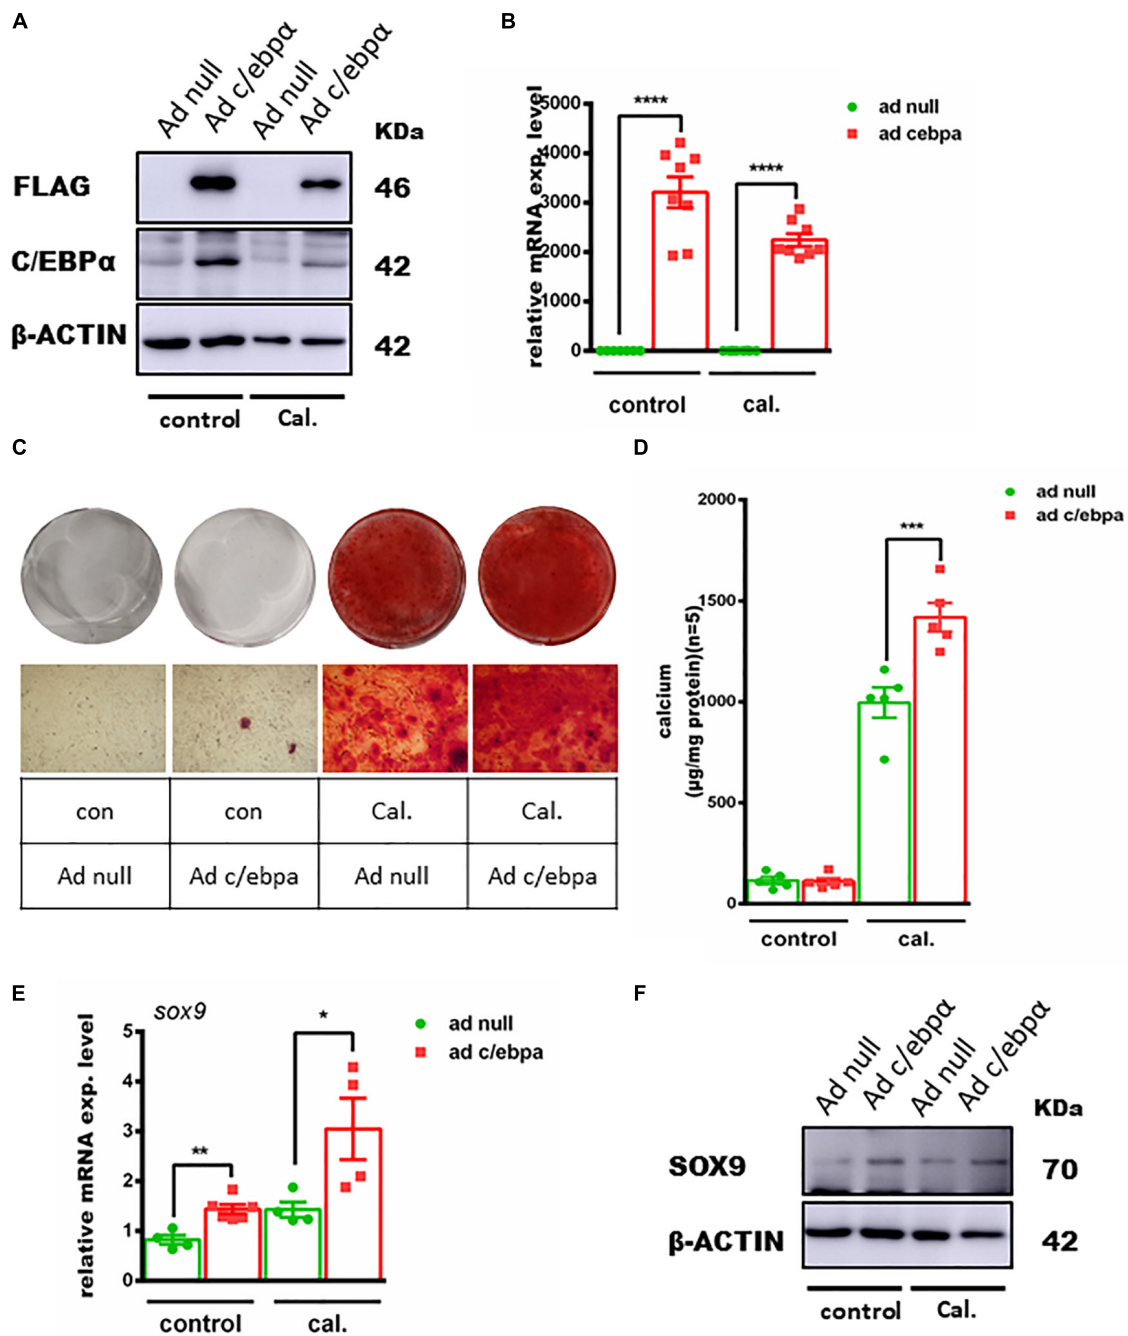 A
Ad null
Ad c/ebpα
Ad null
Ad c/ebpα
KDa
FLAG
46
C/EBPα
42
β-ACTIN
42
control
Cal.
B
relative mRNA exp. level
5000
4000
3000
2000
1000
0
****
****
ad null
ad cebpa
control
cal.
C
con
con
Cal.
Cal.
Ad null
Ad c/ebpa
Ad null
Ad c/ebpa
D
calcium
(µg/mg protein)(n=5)
2000
1500
1000
500
0
***
ad null
ad c/ebpa
control
cal.
E
sox9
relative mRNA exp. level
5
4
3
2
1
0
**
*
ad null
ad c/ebpa
control
cal.
F
Ad null
Ad c/ebpα
Ad null
Ad c/ebpα
KDa
SOX9
70
β-ACTIN
42
control
Cal.